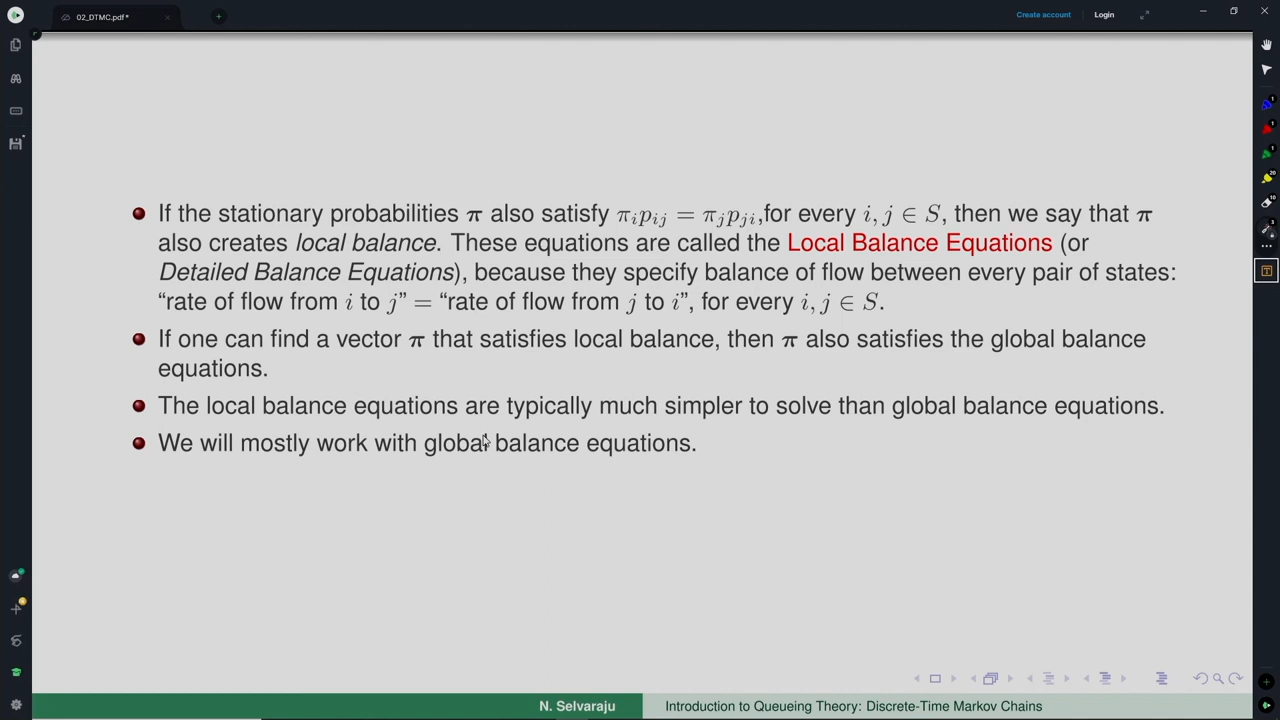 02_DTMC.pdf*
Create account
Login
If the stationary probabilities π also satisfy πᵢpᵢⱼ = πⱼpⱼᵢ,for every i, j ∈ S, then we say that π
also creates local balance. These equations are called the Local Balance Equations (or
Detailed Balance Equations), because they specify balance of flow between every pair of states:
“rate of flow from i to j” = “rate of flow from j to i”, for every i, j ∈ S.
If one can find a vector π that satisfies local balance, then π also satisfies the global balance
equations.
The local balance equations are typically much simpler to solve than global balance equations.
We will mostly work with global balance equations.
N. Selvaraju
Introduction to Queueing Theory: Discrete-Time Markov Chains